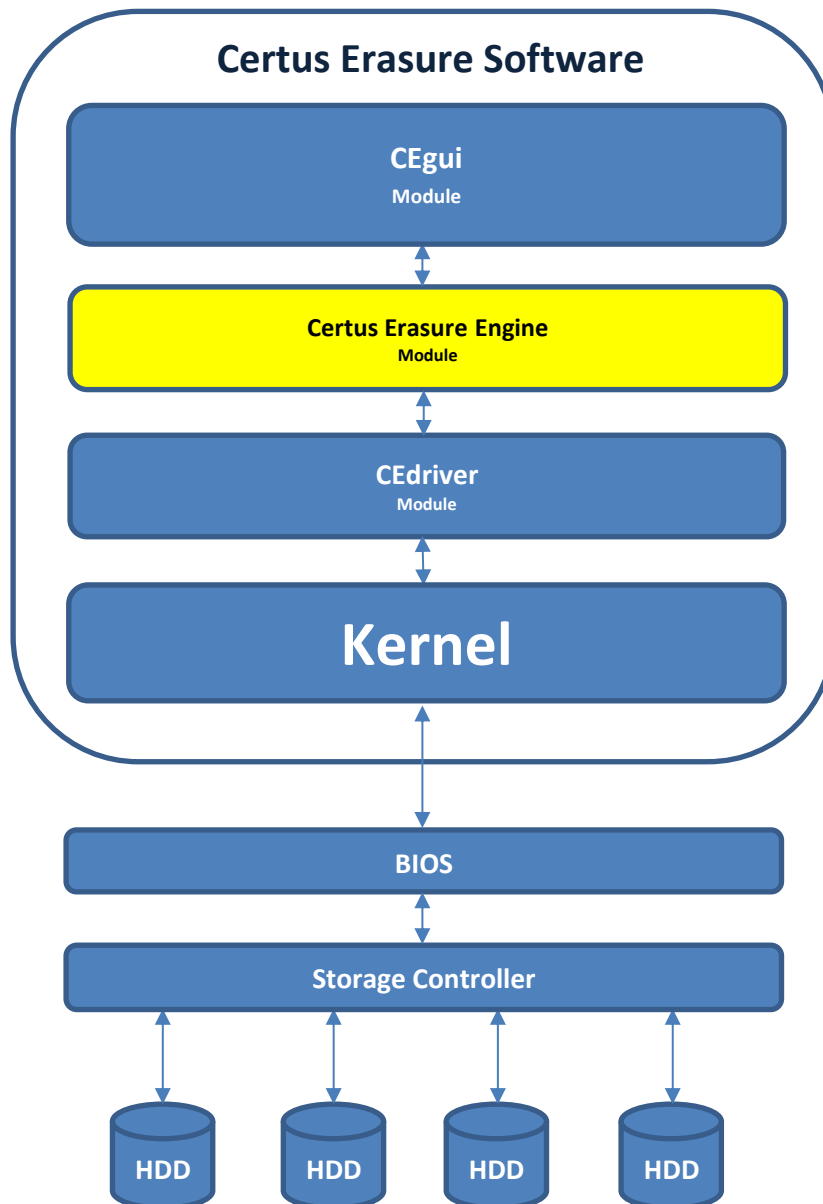 Certus Erasure Software
CEgui
Module
Certus Erasure Engine
Module
CEdriver
Module
Kernel
BIOS
Storage Controller
HDD HDD HDD HDD